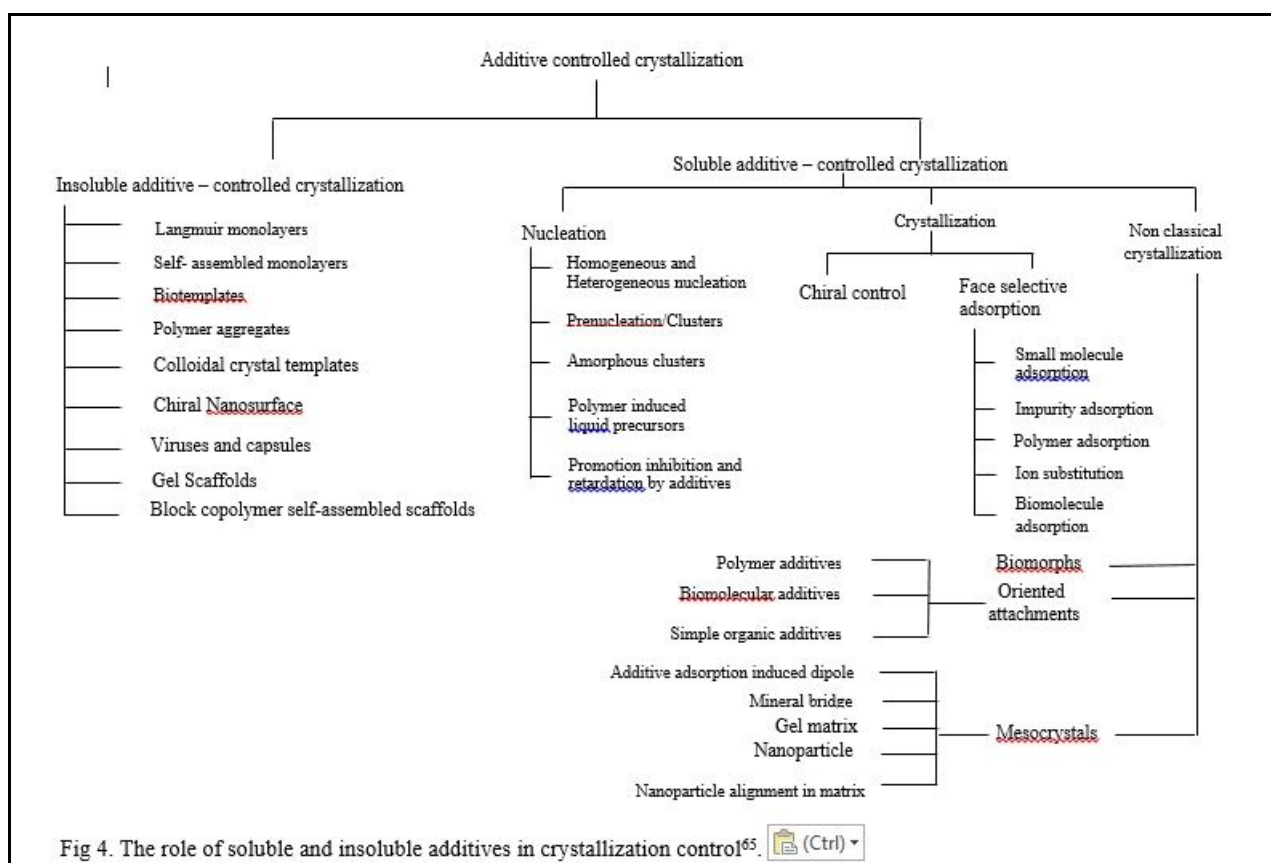 Additive controlled crystallization
Insoluble additive – controlled crystallization
Langmuir monolayers
Self- assembled monolayers
Biotemplates
Polymer aggregates
Colloidal crystal templates
Chiral Nanosurface
Viruses and capsules
Gel Scaffolds
Block copolymer self-assembled scaffolds
Soluble additive – controlled crystallization
Nucleation
Homogeneous and
Heterogeneous nucleation
Prenucleation/Clusters
Amorphous clusters
Polymer induced
liquid precursors
Promotion inhibition and
retardation by additives
Crystallization
Chiral control
Face selective
adsorption
Small molecule
adsorption
Impurity adsorption
Polymer adsorption
Ion substitution
Biomolecule
adsorption
Non classical
crystallization
Biomorphs
Oriented
attachments
Polymer additives
Biomolecular additives
Simple organic additives
Mesocrystals
Additive adsorption induced dipole
Mineral bridge
Gel matrix
Nanoparticle
Nanoparticle alignment in matrix
Fig 4. The role of soluble and insoluble additives in crystallization control⁶⁵. (Ctrl)